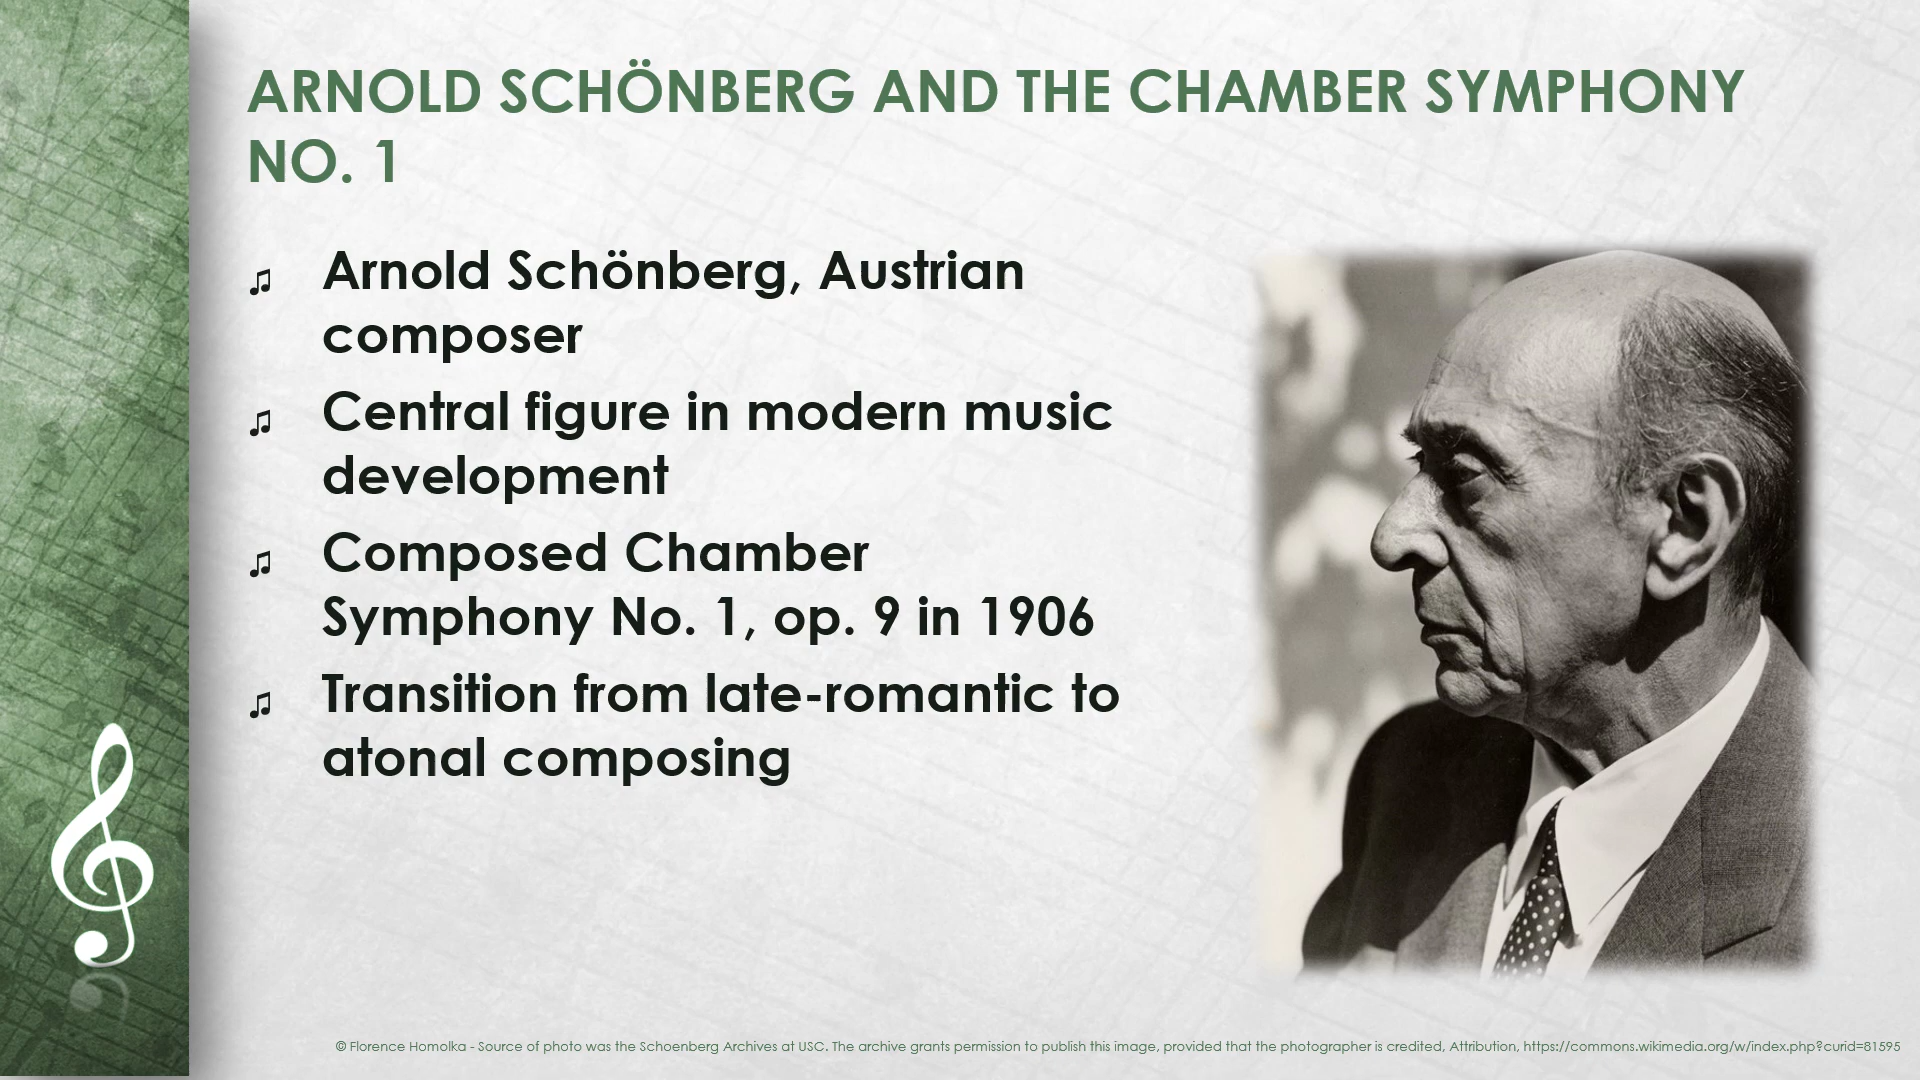 ARNOLD SCHÖNBERG AND THE CHAMBER SYMPHONY
NO. 1
♫ Arnold Schönberg, Austrian
composer
♫ Central figure in modern music
development
♫ Composed Chamber
Symphony No. 1, op. 9 in 1906
♫ Transition from late-romantic to
atonal composing
© Florence Homolka - Source of photo was the Schoenberg Archives at USC. The archive grants permission to publish this image, provided that the photographer is credited, Attribution, https://commons.wikimedia.org/w/index.php?curid=81595